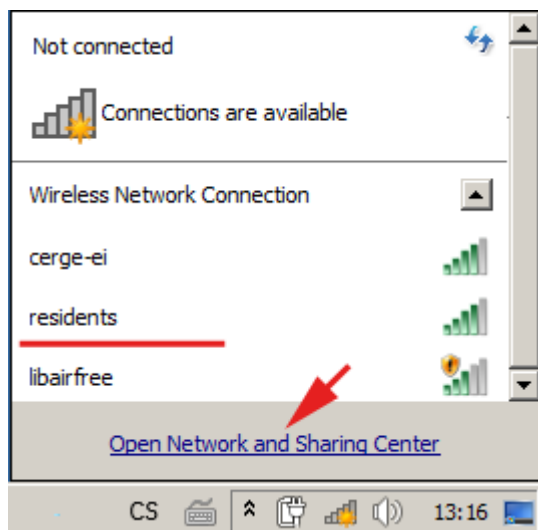 Not connected
Connections are available
Wireless Network Connection
cerge-ei
residents
libairfree
Open Network and Sharing Center
CS 13:16